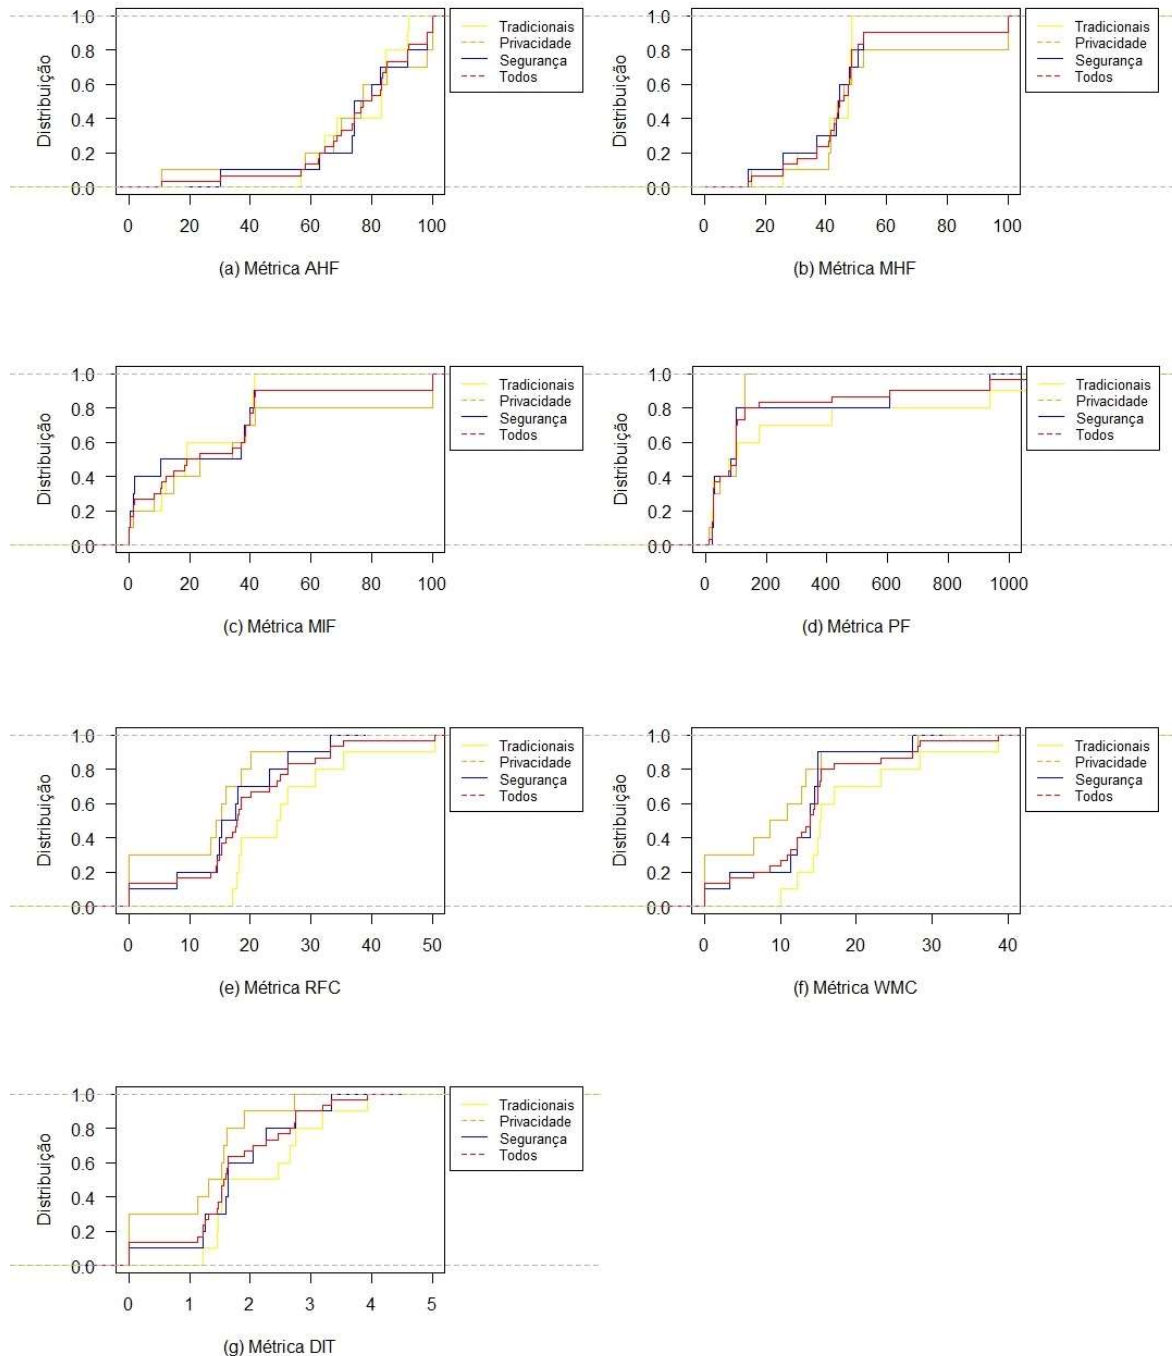 Distribuição
1.0
0.8
0.6
0.4
0.2
0.0
0 20 40 60 80 100
Tradicionais
Privacidade
Segurança
Todos
(a) Métrica AHF
Distribuição
1.0
0.8
0.6
0.4
0.2
0.0
0 20 40 60 80 100
Tradicionais
Privacidade
Segurança
Todos
(b) Métrica MHF
Distribuição
1.0
0.8
0.6
0.4
0.2
0.0
0 20 40 60 80 100
Tradicionais
Privacidade
Segurança
Todos
(c) Métrica MIF
Distribuição
1.0
0.8
0.6
0.4
0.2
0.0
0 200 400 600 800 1000
Tradicionais
Privacidade
Segurança
Todos
(d) Métrica PF
Distribuição
1.0
0.8
0.6
0.4
0.2
0.0
0 10 20 30 40 50
Tradicionais
Privacidade
Segurança
Todos
(e) Métrica RFC
Distribuição
1.0
0.8
0.6
0.4
0.2
0.0
0 10 20 30 40
Tradicionais
Privacidade
Segurança
Todos
(f) Métrica WMC
Distribuição
1.0
0.8
0.6
0.4
0.2
0.0
0 1 2 3 4 5
Tradicionais
Privacidade
Segurança
Todos
(g) Métrica DIT